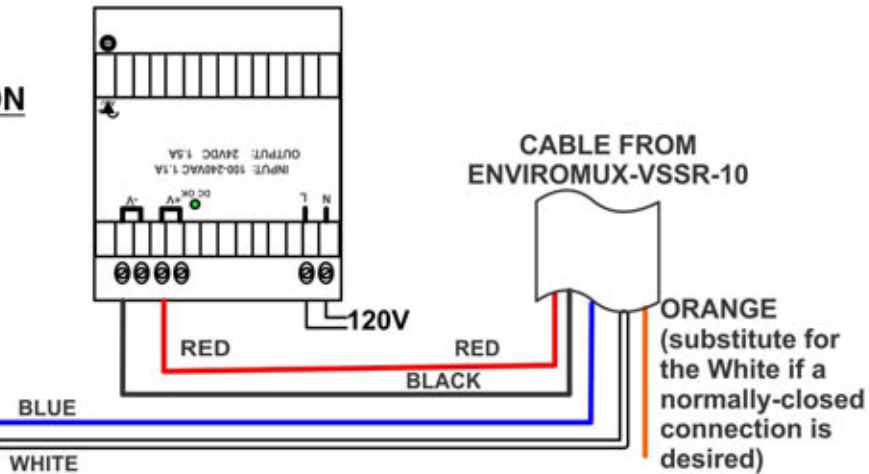 ON
INPUT: 100-240VAC 1.1A
OUTPUT: 24VDC 1.5A
DC OK
V-
V+
L
N
CABLE FROM
ENVIROMUX-VSSR-10
120V
RED
RED
BLACK
BLUE
WHITE
ORANGE
(substitute for
the White if a
normally-closed
connection is
desired)